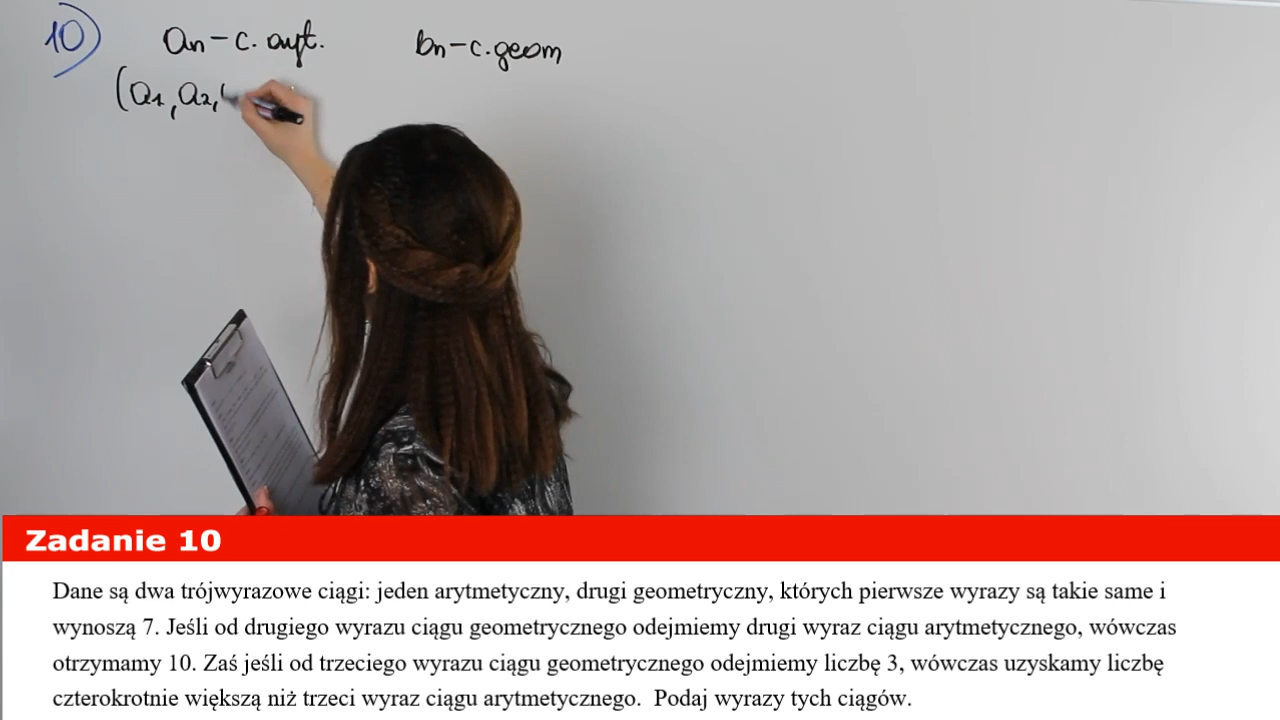 10) an – c. aryt. bn – c. geom
(a1, a2,
Zadanie 10
Dane są dwa trójwyrazowe ciągi: jeden arytmetyczny, drugi geometryczny, których pierwsze wyrazy są takie same i
wynoszą 7. Jeśli od drugiego wyrazu ciągu geometrycznego odejmiemy drugi wyraz ciągu arytmetycznego, wówczas
otrzymamy 10. Zaś jeśli od trzeciego wyrazu ciągu geometrycznego odejmiemy liczbę 3, wówczas uzyskamy liczbę
czterokrotnie większą niż trzeci wyraz ciągu arytmetycznego. Podaj wyrazy tych ciągów.